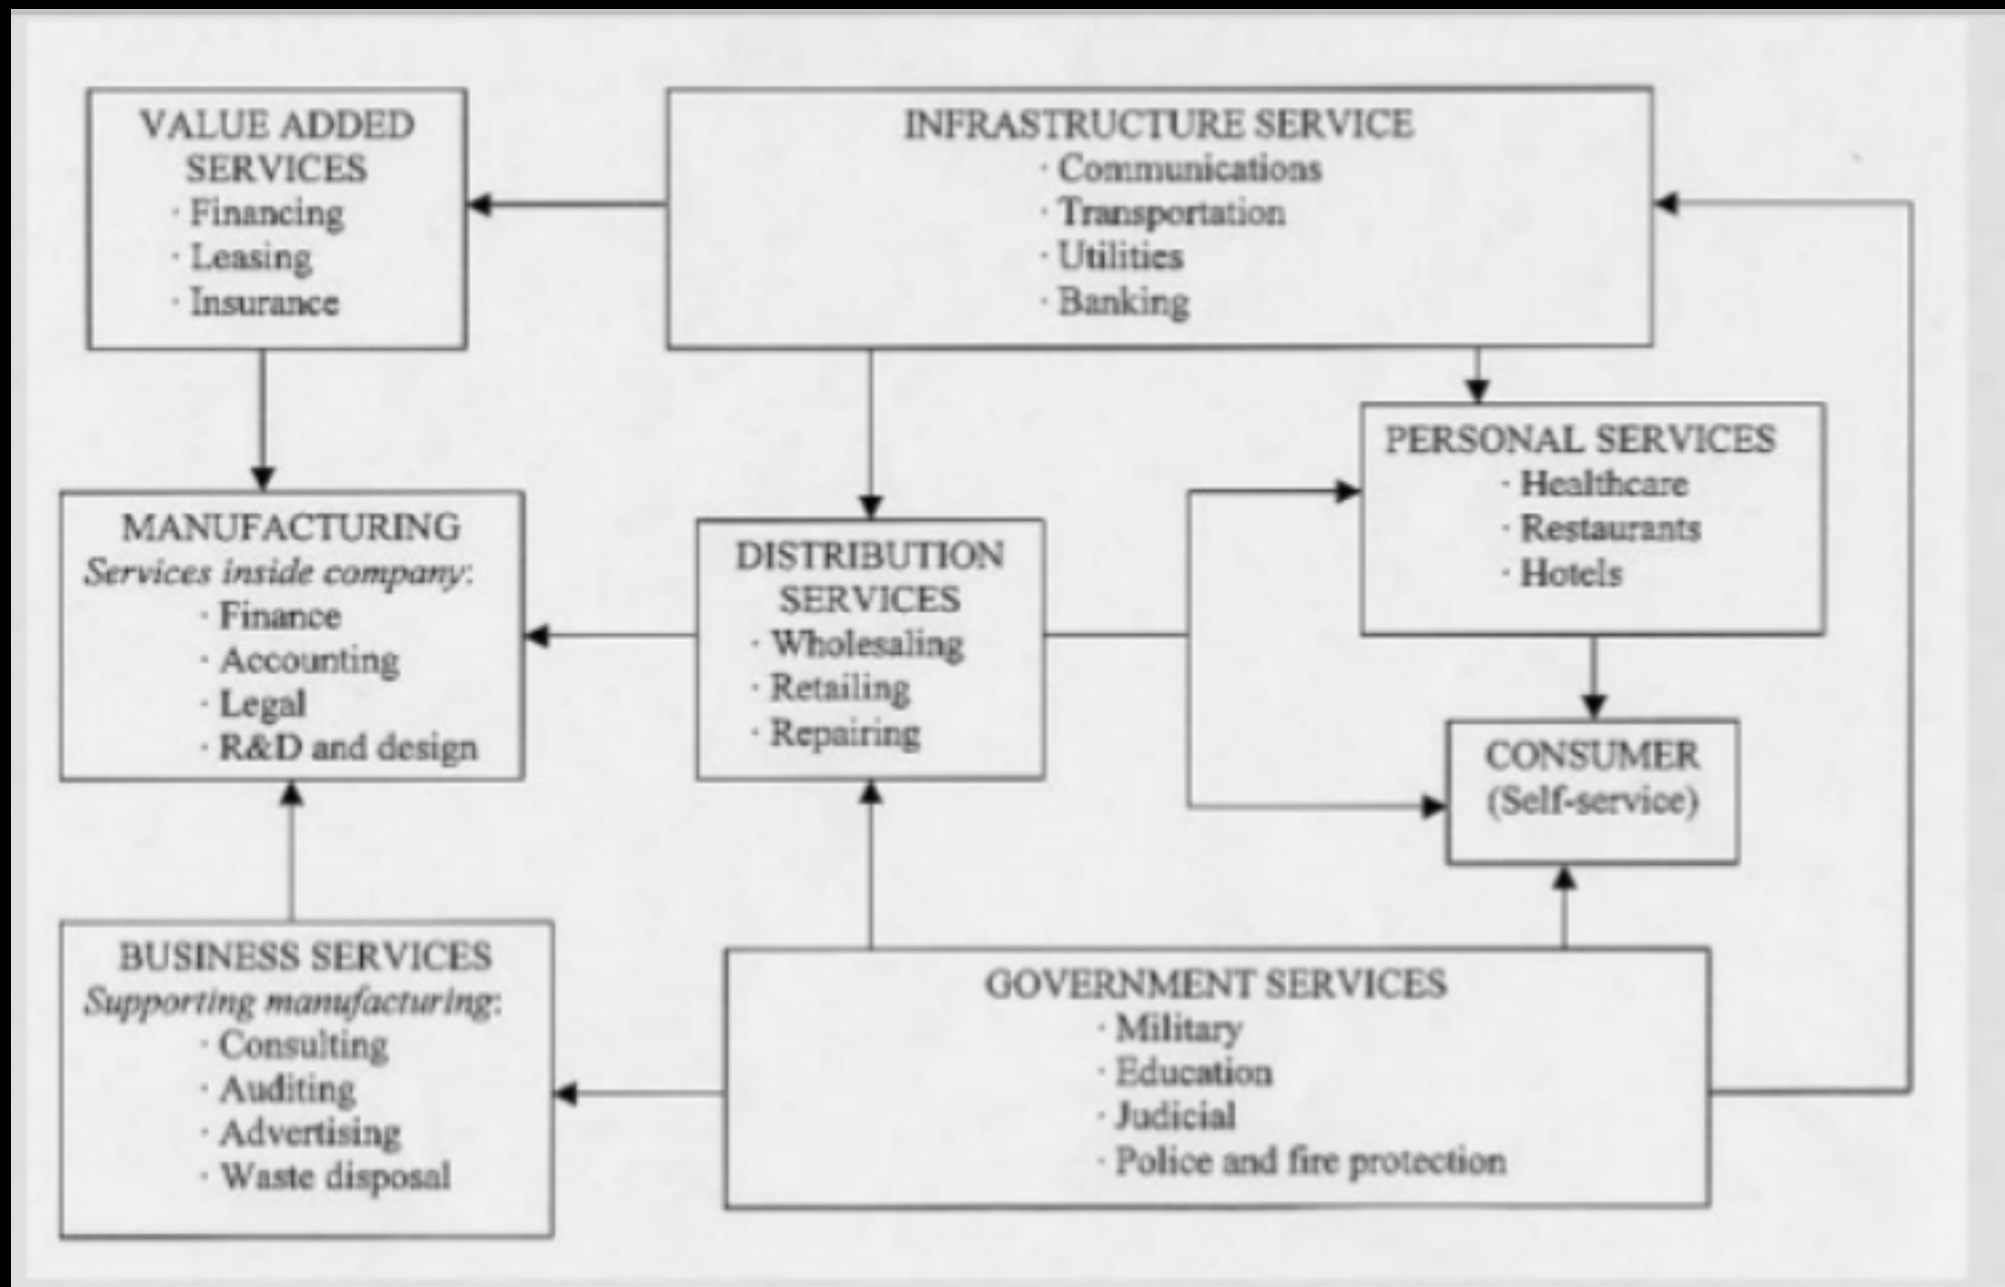 VALUE ADDED
SERVICES
· Financing
· Leasing
· Insurance
INFRASTRUCTURE SERVICE
· Communications
· Transportation
· Utilities
· Banking
PERSONAL SERVICES
· Healthcare
· Restaurants
· Hotels
MANUFACTURING
Services inside company:
· Finance
· Accounting
· Legal
· R&D and design
DISTRIBUTION
SERVICES
· Wholesaling
· Retailing
· Repairing
CONSUMER
(Self-service)
BUSINESS SERVICES
Supporting manufacturing:
· Consulting
· Auditing
· Advertising
· Waste disposal
GOVERNMENT SERVICES
· Military
· Education
· Judicial
· Police and fire protection